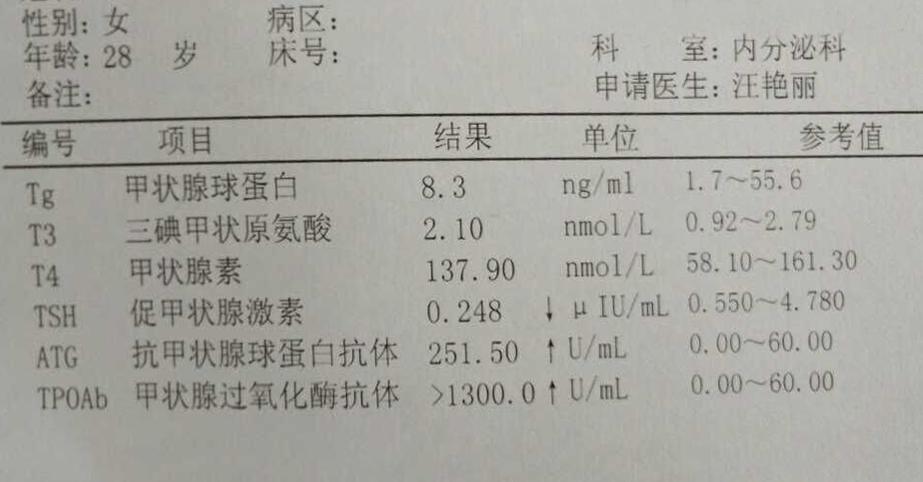 性别: 女 病区:
年龄: 28 岁 床号: 科 室: 内分泌科
备注: 申请医生: 汪艳丽
编号 项目 结果 单位 参考值
Tg 甲状腺球蛋白 8.3 ng/ml 1.7~55.6
T3 三碘甲状原氨酸 2.10 nmol/L 0.92~2.79
T4 甲状腺素 137.90 nmol/L 58.10~161.30
TSH 促甲状腺激素 0.248 ↓ μIU/mL 0.550~4.780
ATG 抗甲状腺球蛋白抗体 251.50 ↑ U/mL 0.00~60.00
TPOAb 甲状腺过氧化酶抗体 >1300.0 ↑ U/mL 0.00~60.00